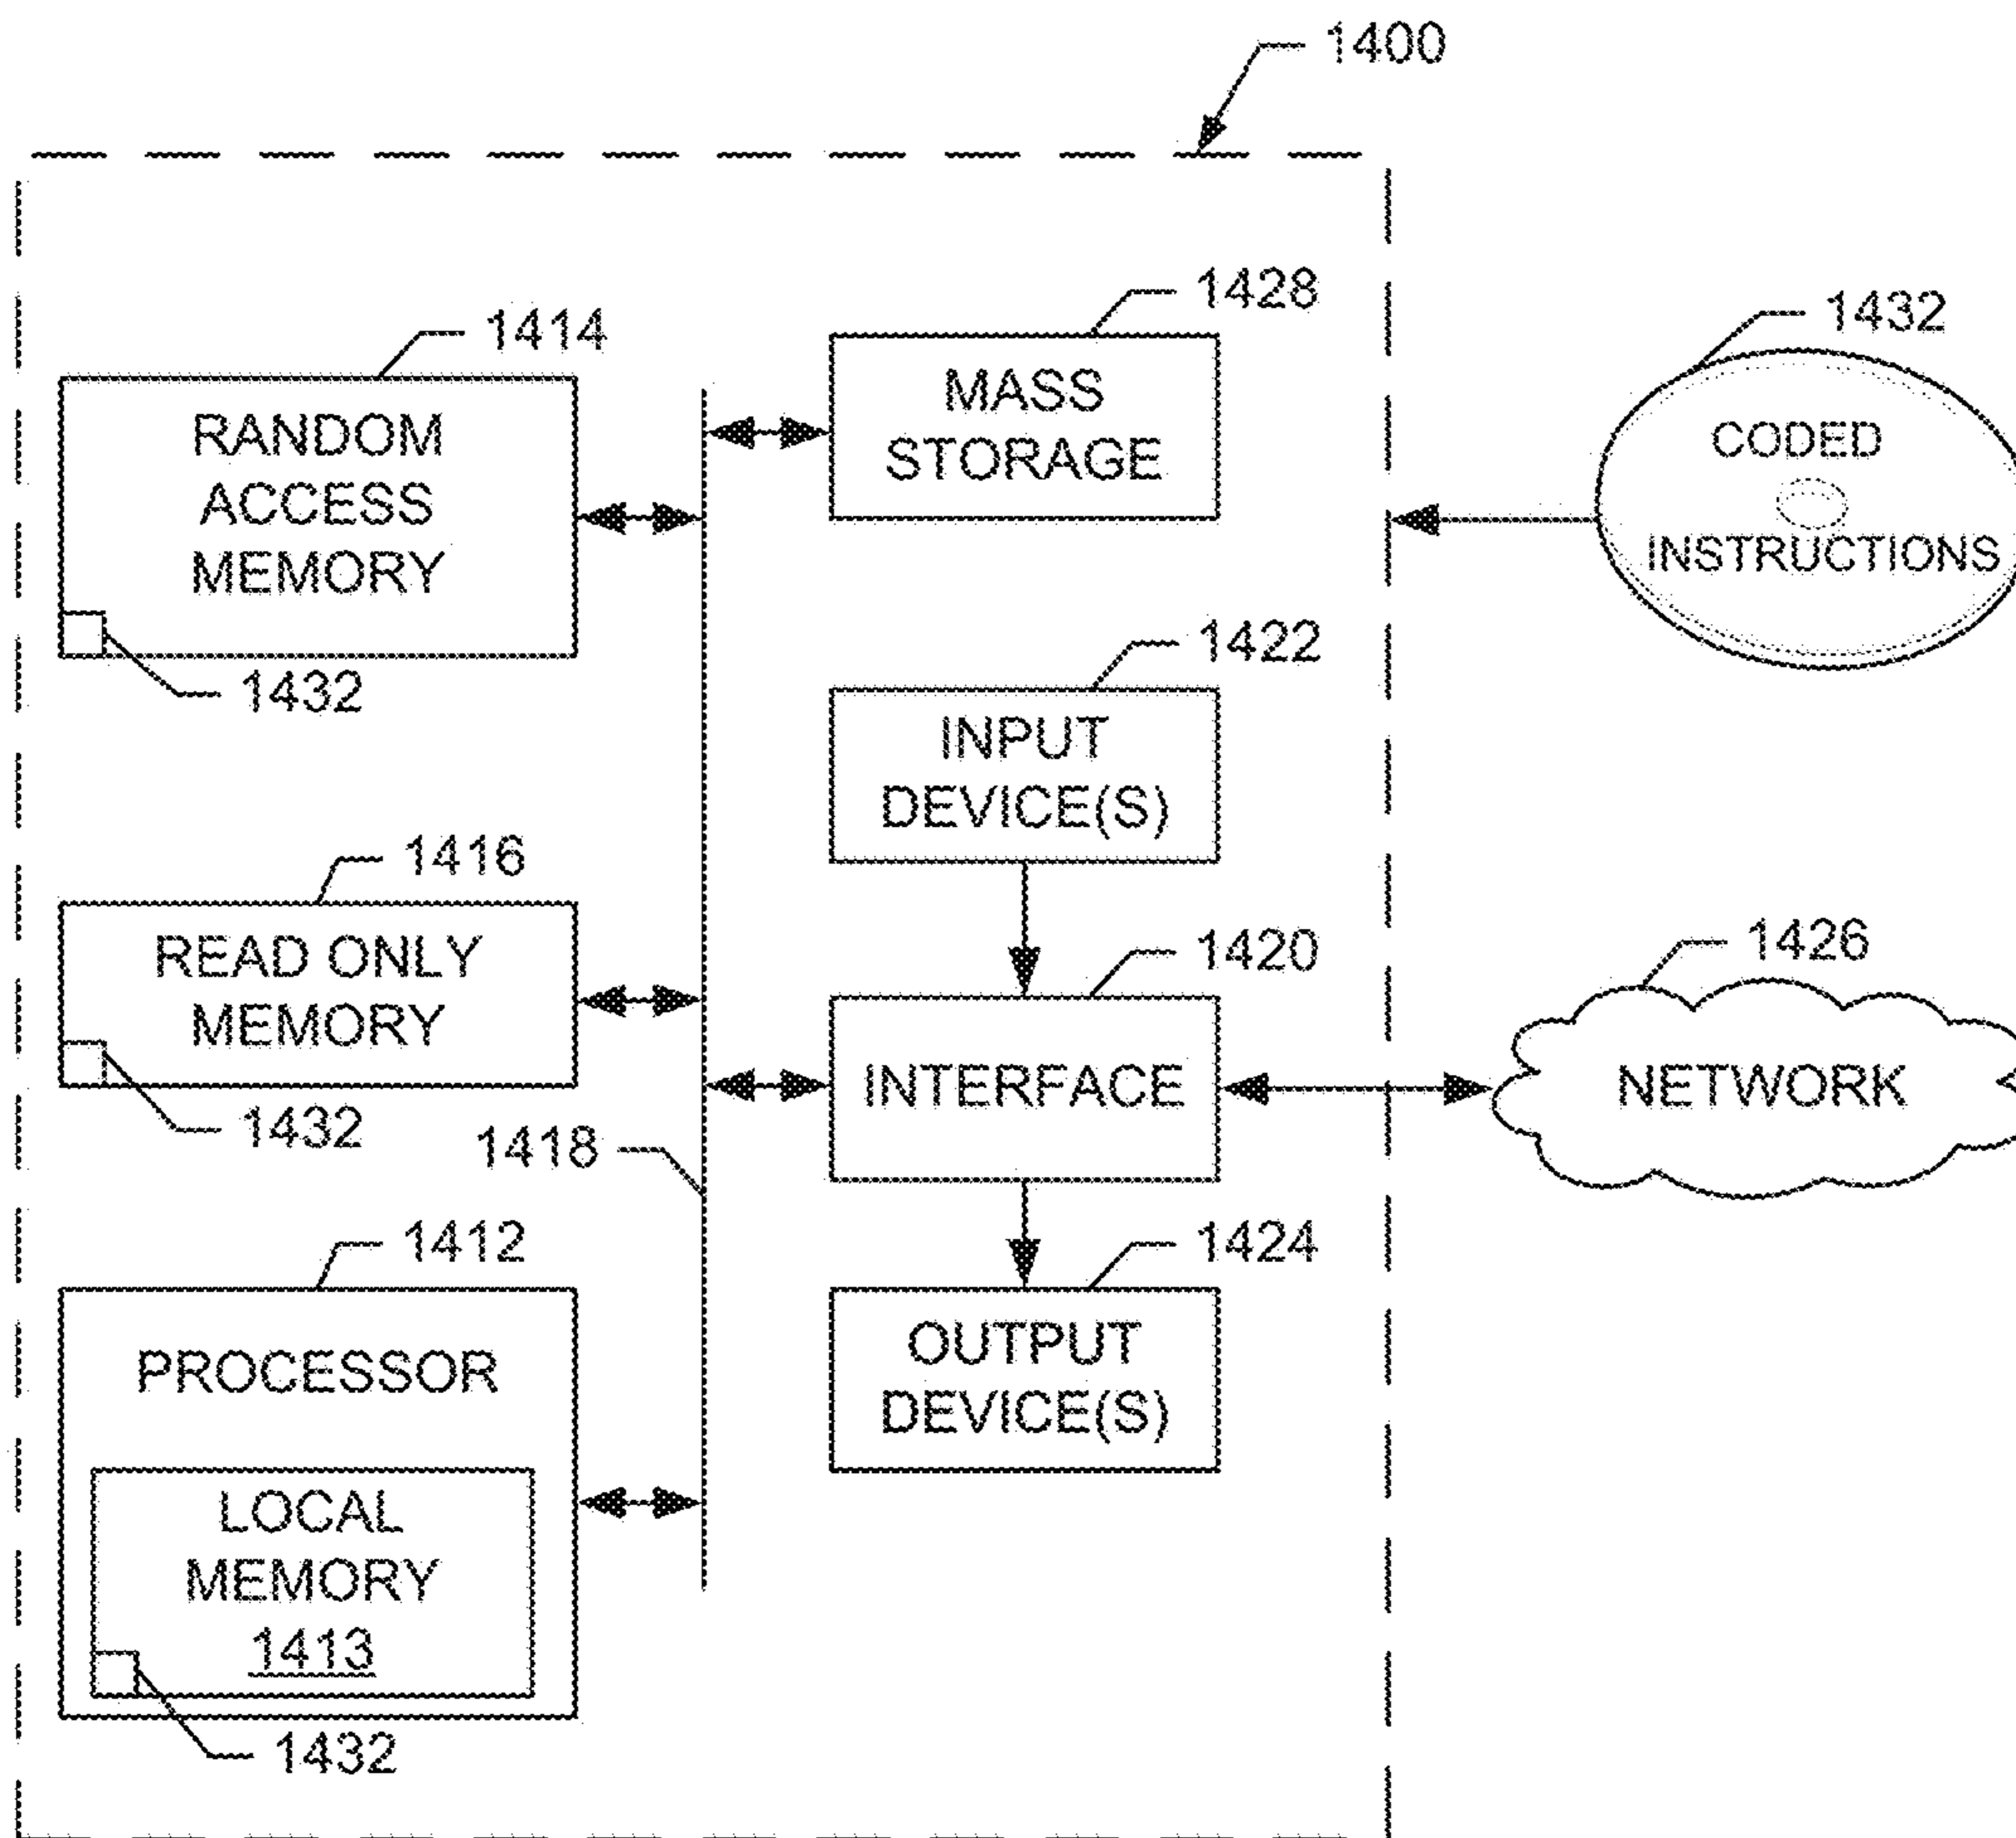 1400
1428
1414
1432
MASS
STORAGE
RANDOM
ACCESS
MEMORY
CODED
INSTRUCTIONS
1432
1422
INPUT
DEVICE(S)
1416
READ ONLY
MEMORY
1432
1418
1420
INTERFACE
1426
NETWORK
1412
PROCESSOR
LOCAL
MEMORY
1413
1432
1424
OUTPUT
DEVICE(S)